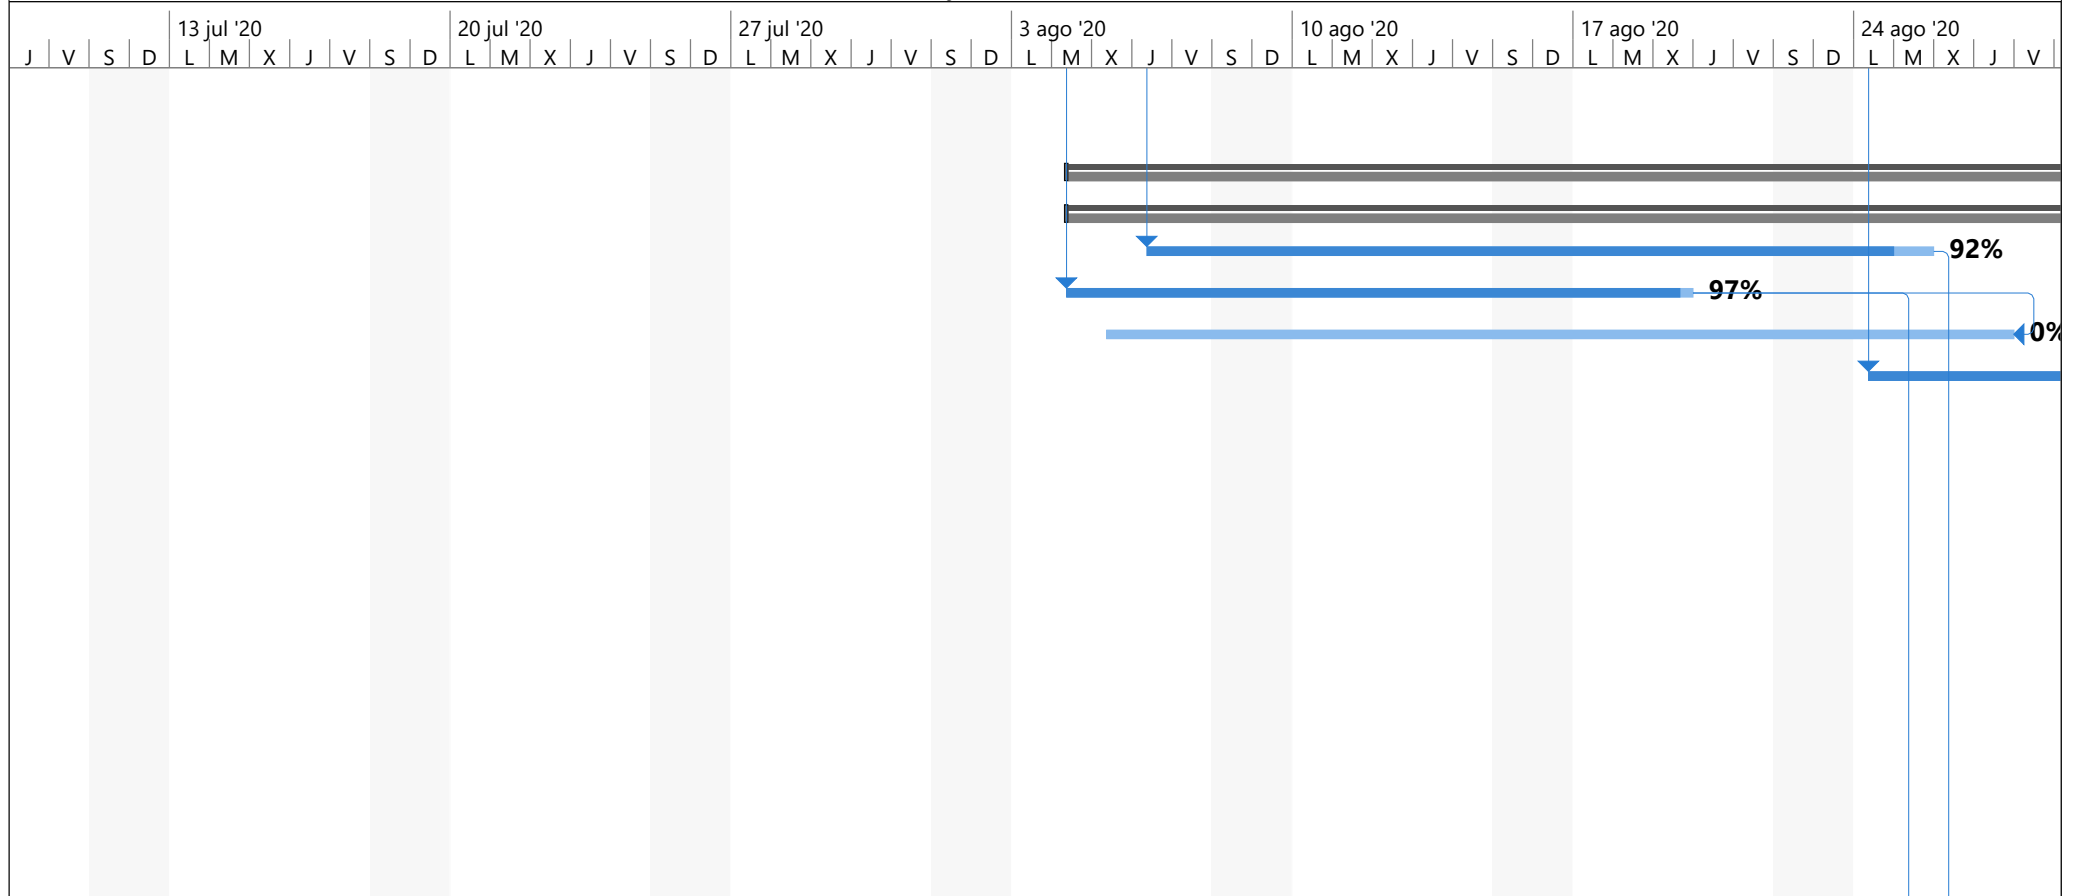 13 jul '20 20 jul '20 27 jul '20 3 ago '20 10 ago '20 17 ago '20 24 ago '20
J V S D L M X J V S D L M X J V S D L M X J V S D L M X J V S D L M X J V S D L M X J V S D L M X J V
92%
97%
0%